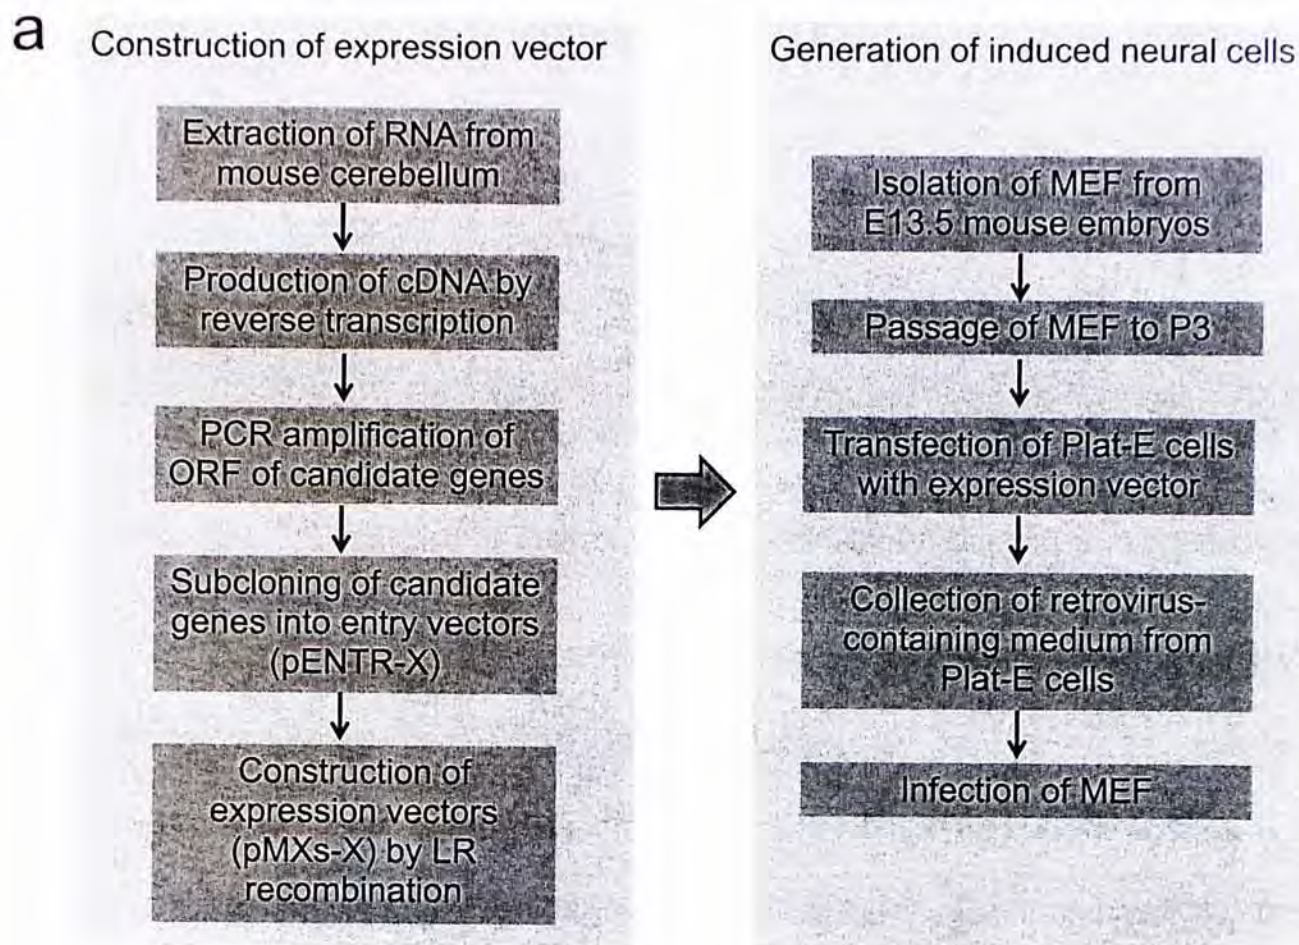 a
Construction of expression vector
Extraction of RNA from
mouse cerebellum
Production of cDNA by
reverse transcription
PCR amplification of
ORF of candidate genes
Subcloning of candidate
genes into entry vectors
(pENTR-X)
Construction of
expression vectors
(pMXs-X) by LR
recombination
Generation of induced neural cells
Isolation of MEF from
E13.5 mouse embryos
Passage of MEF to P3
Transfection of Plat-E cells
with expression vector
Collection of retrovirus-
containing medium from
Plat-E cells
Infection of MEF